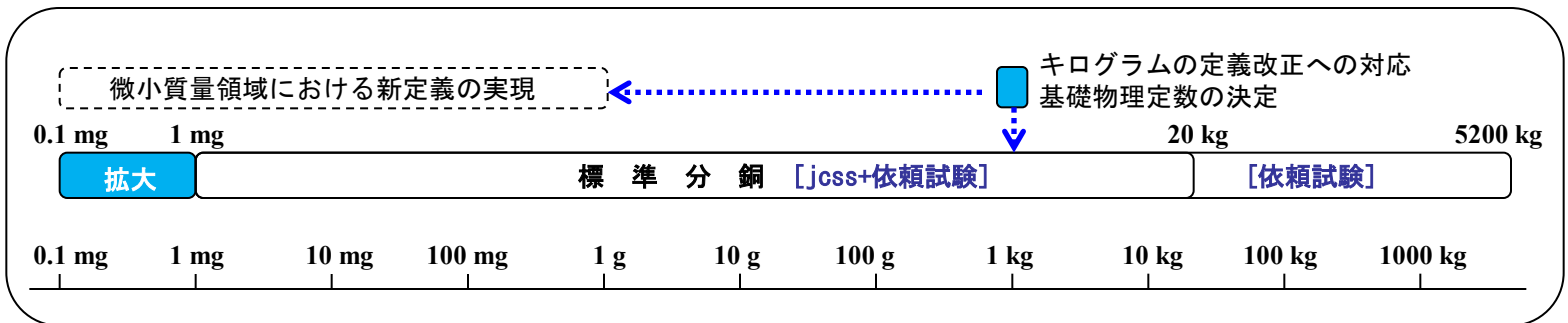 キログラムの定義改正への対応
微小質量領域における新定義の実現
基礎物理定数の決定
0.1 mg 1 mg 20 kg 5200 kg
拡大 標 準 分 銅 [jcss+依頼試験] [依頼試験]
0.1 mg 1 mg 10 mg 100 mg 1 g 10 g 100 g 1 kg 10 kg 100 kg 1000 kg